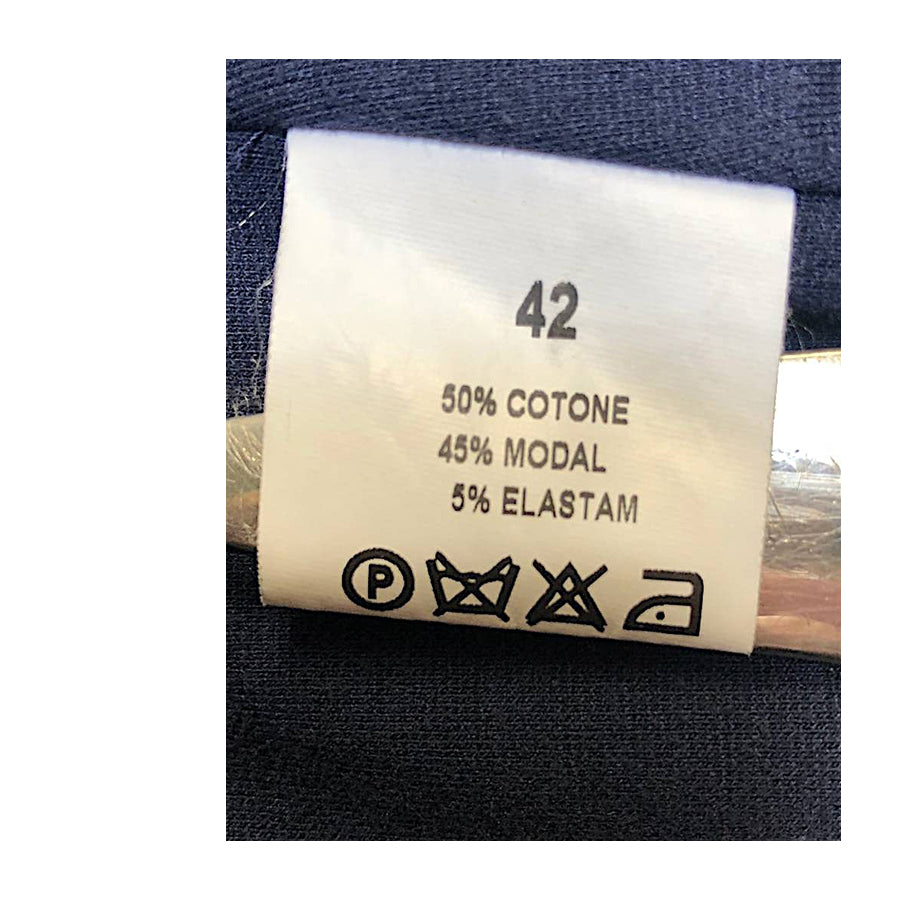 42
50% COTONE
45% MODAL
5% ELASTAM
P